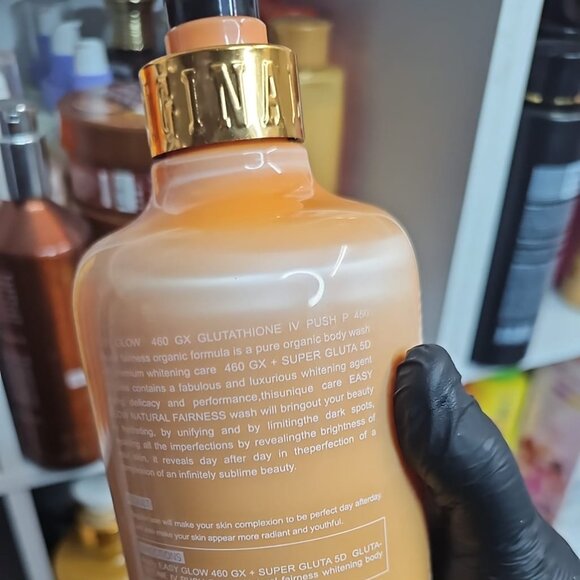 INA
GLOW 460 GX GLUTATHIONE IV PUSH P 460
fairness organic formula is a pure organic body wash
whitening care 460 GX + SUPER GLUTA 5D
contains a fabulous and luxurious whitening agent
delicacy and performance,thisunique care EASY
NATURAL FAIRNESS wash will bringout your beauty
by unifying and by limitingthe dark spots,
all the imperfections by revealingthe brightness of
skin, it reveals day after day in theperfection of a
of an infinitely sublime beauty.
will make your skin complexion to be perfect day afterday.
make your skin appear more radiant and youthful.
EASY GLOW 460 GX + SUPER GLUTA 5D GLUTA-
fairness whitening body